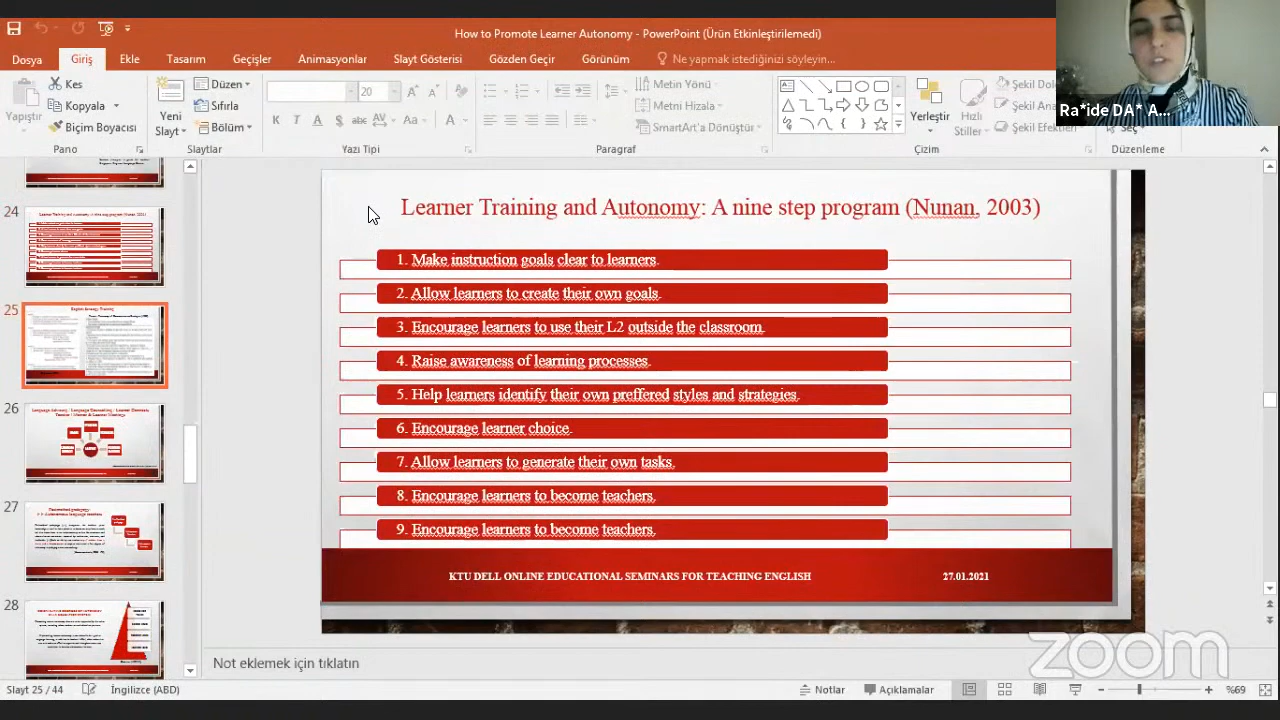 How to Promote Learner Autonomy - PowerPoint (Ürün Etkinleştirilemedi)
Dosya Giriş Ekle Tasarım Geçişler Animasyonlar Slayt Gösterisi Gözden Geçir Görünüm Ne yapmak istediğinizi söyleyin...
Ra*ide DA* A...
Yapıştır
Kes
Kopyala
Biçim Boyacısı
Pano
Yeni
Slayt
Düzen
Sıfırla
Bölüm
Slaytlar
20
K T A S abc AV Aa A
Yazı Tipi
Metin Yönü
Metni Hizala
SmartArt'a Dönüştür
Paragraf
Yerleştir
Hızlı
Stiller
Şekil Dol
Şekil Ana
Şekil Efektleri
Çizim
Seç
Düzenleme
24
25
26
27
28
Learner Training and Autonomy: A nine step program (Nunan, 2003)
1. Make instruction goals clear to learners.
2. Allow learners to create their own goals.
3. Encourage learners to use their L2 outside the classroom.
4. Raise awareness of learning processes.
5. Help learners identify their own preffered styles and strategies.
6. Encourage learner choice.
7. Allow learners to generate their own tasks.
8. Encourage learners to become teachers.
9. Encourage learners to become teachers.
KTU DELL ONLINE EDUCATIONAL SEMINARS FOR TEACHING ENGLISH 27.01.2021
zoom
Not eklemek için tıklatın
Slayt 25 / 44 İngilizce (ABD) Notlar Açıklamalar %69